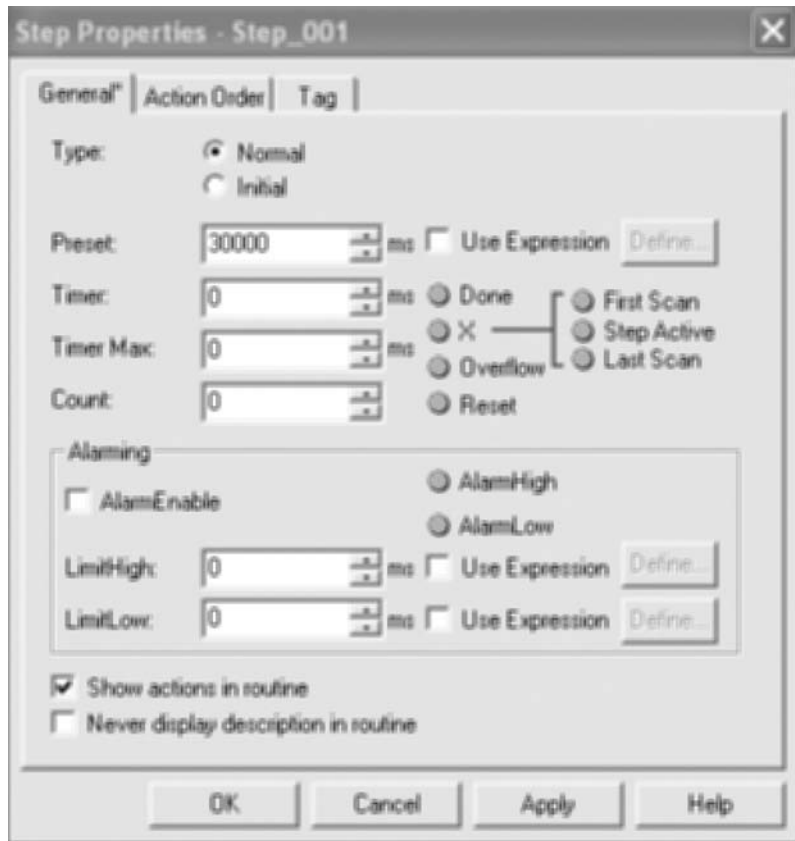 Step Properties - Step_001
General* Action Order Tag
Type: Normal
Initial
Preset: 30000 ms Use Expression Define...
Timer: 0 ms Done First Scan
X Step Active
Timer Max: 0 ms Overflow Last Scan
Count: 0 Reset
Alarming
AlarmEnable AlarmHigh
AlarmLow
LimitHigh: 0 ms Use Expression Define...
LimitLow: 0 ms Use Expression Define...
Show actions in routine
Never display description in routine
OK Cancel Apply Help